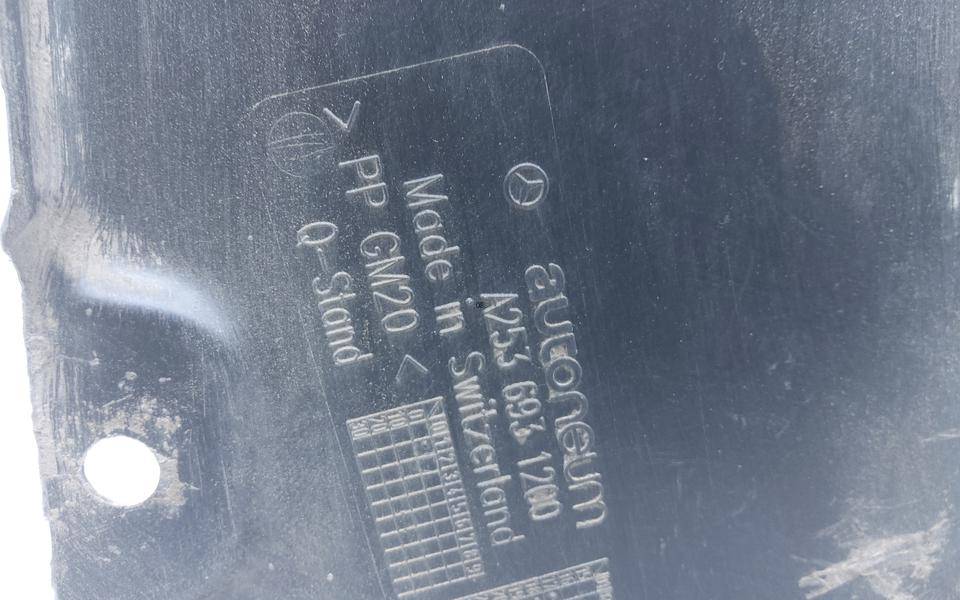 autoneum
A253 693 1200
Made in Switzerland
> PP GM20 <
Q-Stand